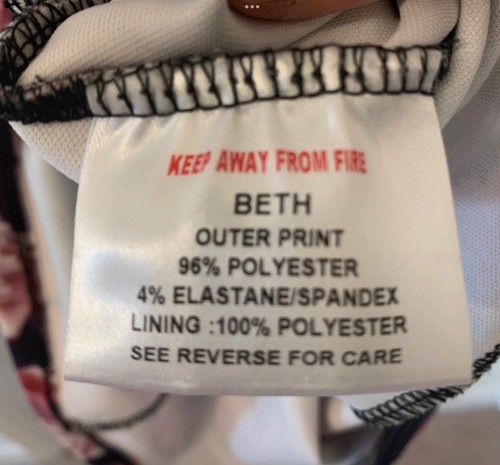 KEEP AWAY FROM FIRE
BETH
OUTER PRINT
96% POLYESTER
4% ELASTANE/SPANDEX
LINING :100% POLYESTER
SEE REVERSE FOR CARE